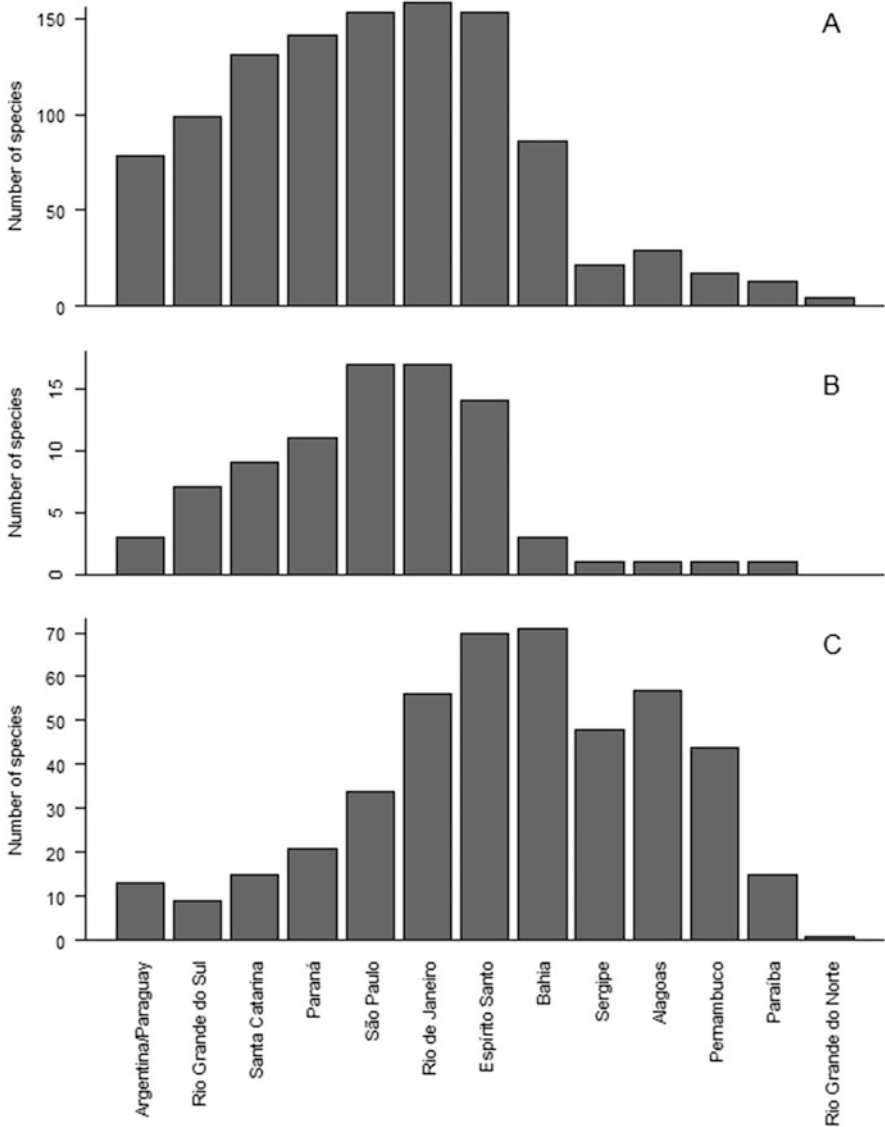 A
Number of species
150
100
50
0
B
Number of species
15
10
5
0
C
Number of species
70
60
50
40
30
20
10
0
Argentina/Paraguay
Rio Grande do Sul
Santa Catarina
Paraná
São Paulo
Rio de Janeiro
Espírito Santo
Bahia
Sergipe
Alagoas
Pernambuco
Paraíba
Rio Grande do Norte